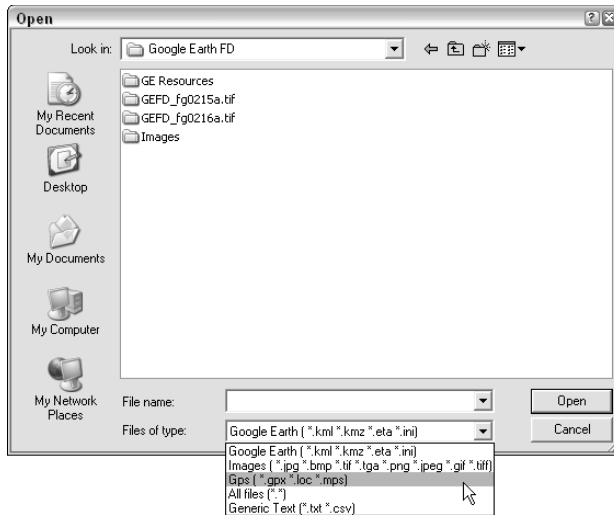 Open
Look in: Google Earth FD
GE Resources
GEFD_fg0215a.tif
GEFD_fg0216a.tif
Images
My Recent
Documents
Desktop
My Documents
My Computer
My Network
Places
File name:
Open
Files of type: Google Earth ( *.kml *.kmz *.eta *.ini)
Cancel
Google Earth ( *.kml *.kmz *.eta *.ini)
Images ( *.jpg *.bmp *.tif *.tga *.png *.jpeg *.gif *.tiff)
Gps ( *.gpx *.loc *.mps)
All files (*.*)
Generic Text (*.txt *.csv)